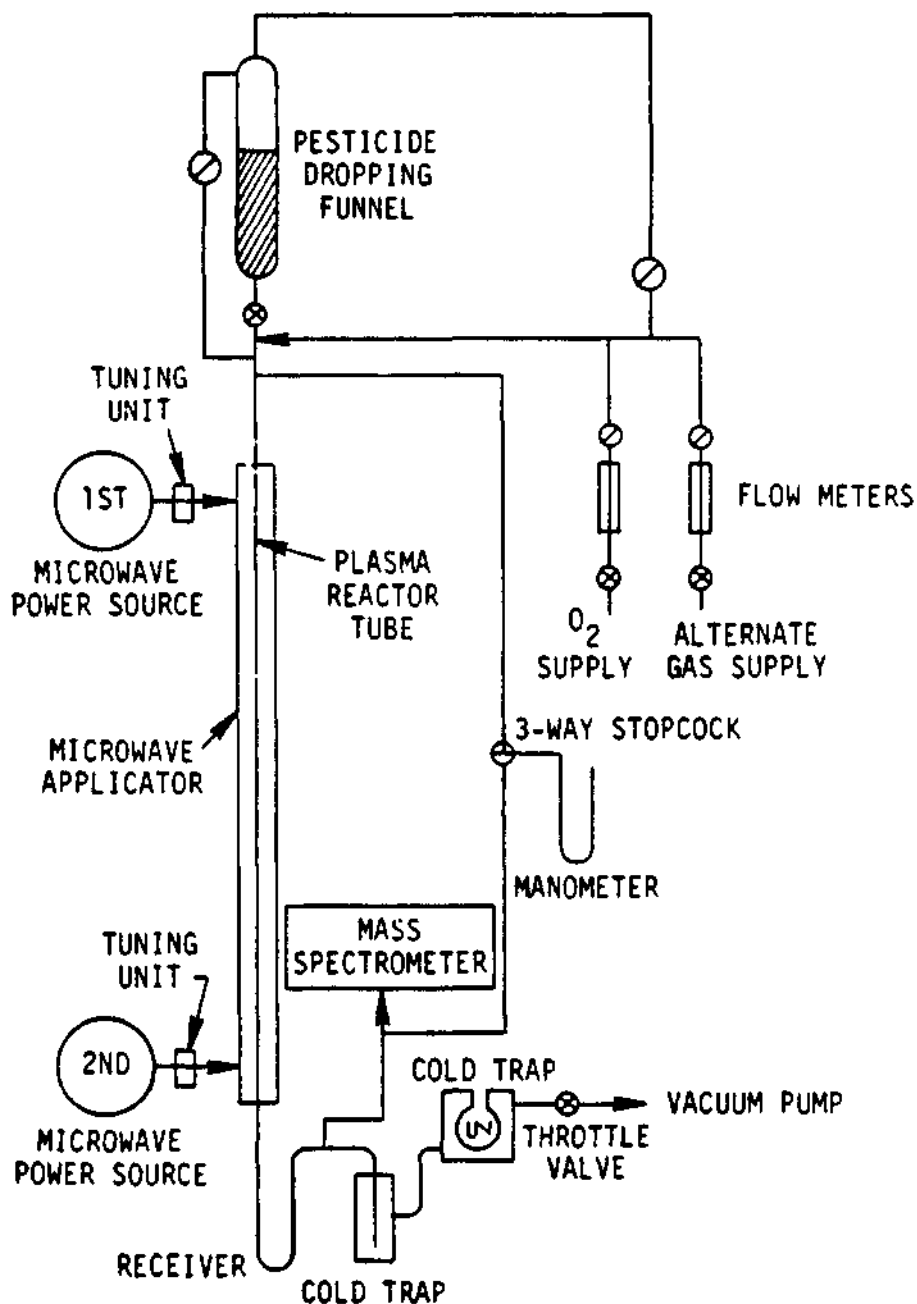 PESTICIDE
DROPPING
FUNNEL
TUNING
UNIT
1ST
MICROWAVE
POWER SOURCE
PLASMA
REACTOR
TUBE
FLOW METERS
O2
SUPPLY
ALTERNATE
GAS SUPPLY
MICROWAVE
APPLICATOR
3-WAY STOPCOCK
MANOMETER
MASS
SPECTROMETER
TUNING
UNIT
2ND
MICROWAVE
POWER SOURCE
COLD TRAP
VACUUM PUMP
THROTTLE
VALVE
RECEIVER
COLD TRAP